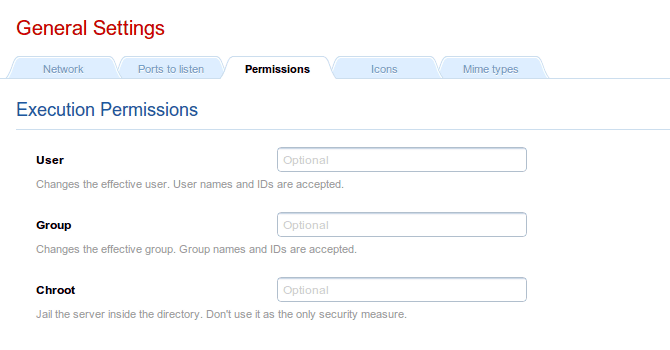 General Settings
Network Ports to listen Permissions Icons Mime types
Execution Permissions
User Optional
Changes the effective user. User names and IDs are accepted.
Group Optional
Changes the effective group. Group names and IDs are accepted.
Chroot Optional
Jail the server inside the directory. Don't use it as the only security measure.